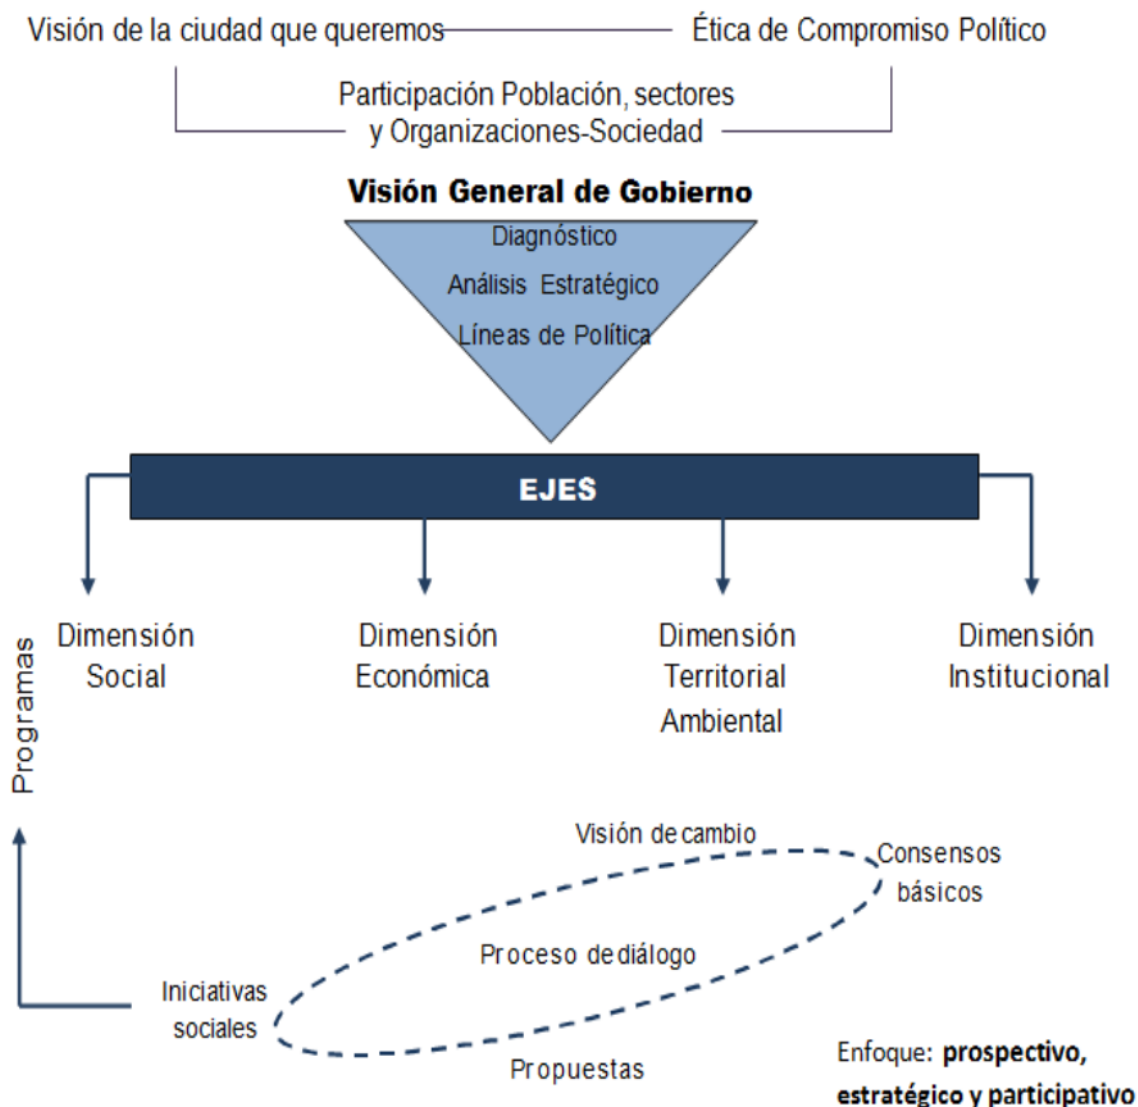 Visión de la ciudad que queremos
Ética de Compromiso Político
Participación Población, sectores
y Organizaciones-Sociedad
Visión General de Gobierno
Diagnóstico
Análisis Estratégico
Líneas de Política
EJES
Dimensión
Social
Dimensión
Económica
Dimensión
Territorial
Ambiental
Dimensión
Institucional
Programas
Visión de cambio
Consensos
básicos
Proceso de diálogo
Iniciativas
sociales
Propuestas
Enfoque: prospectivo,
estratégico y participativo